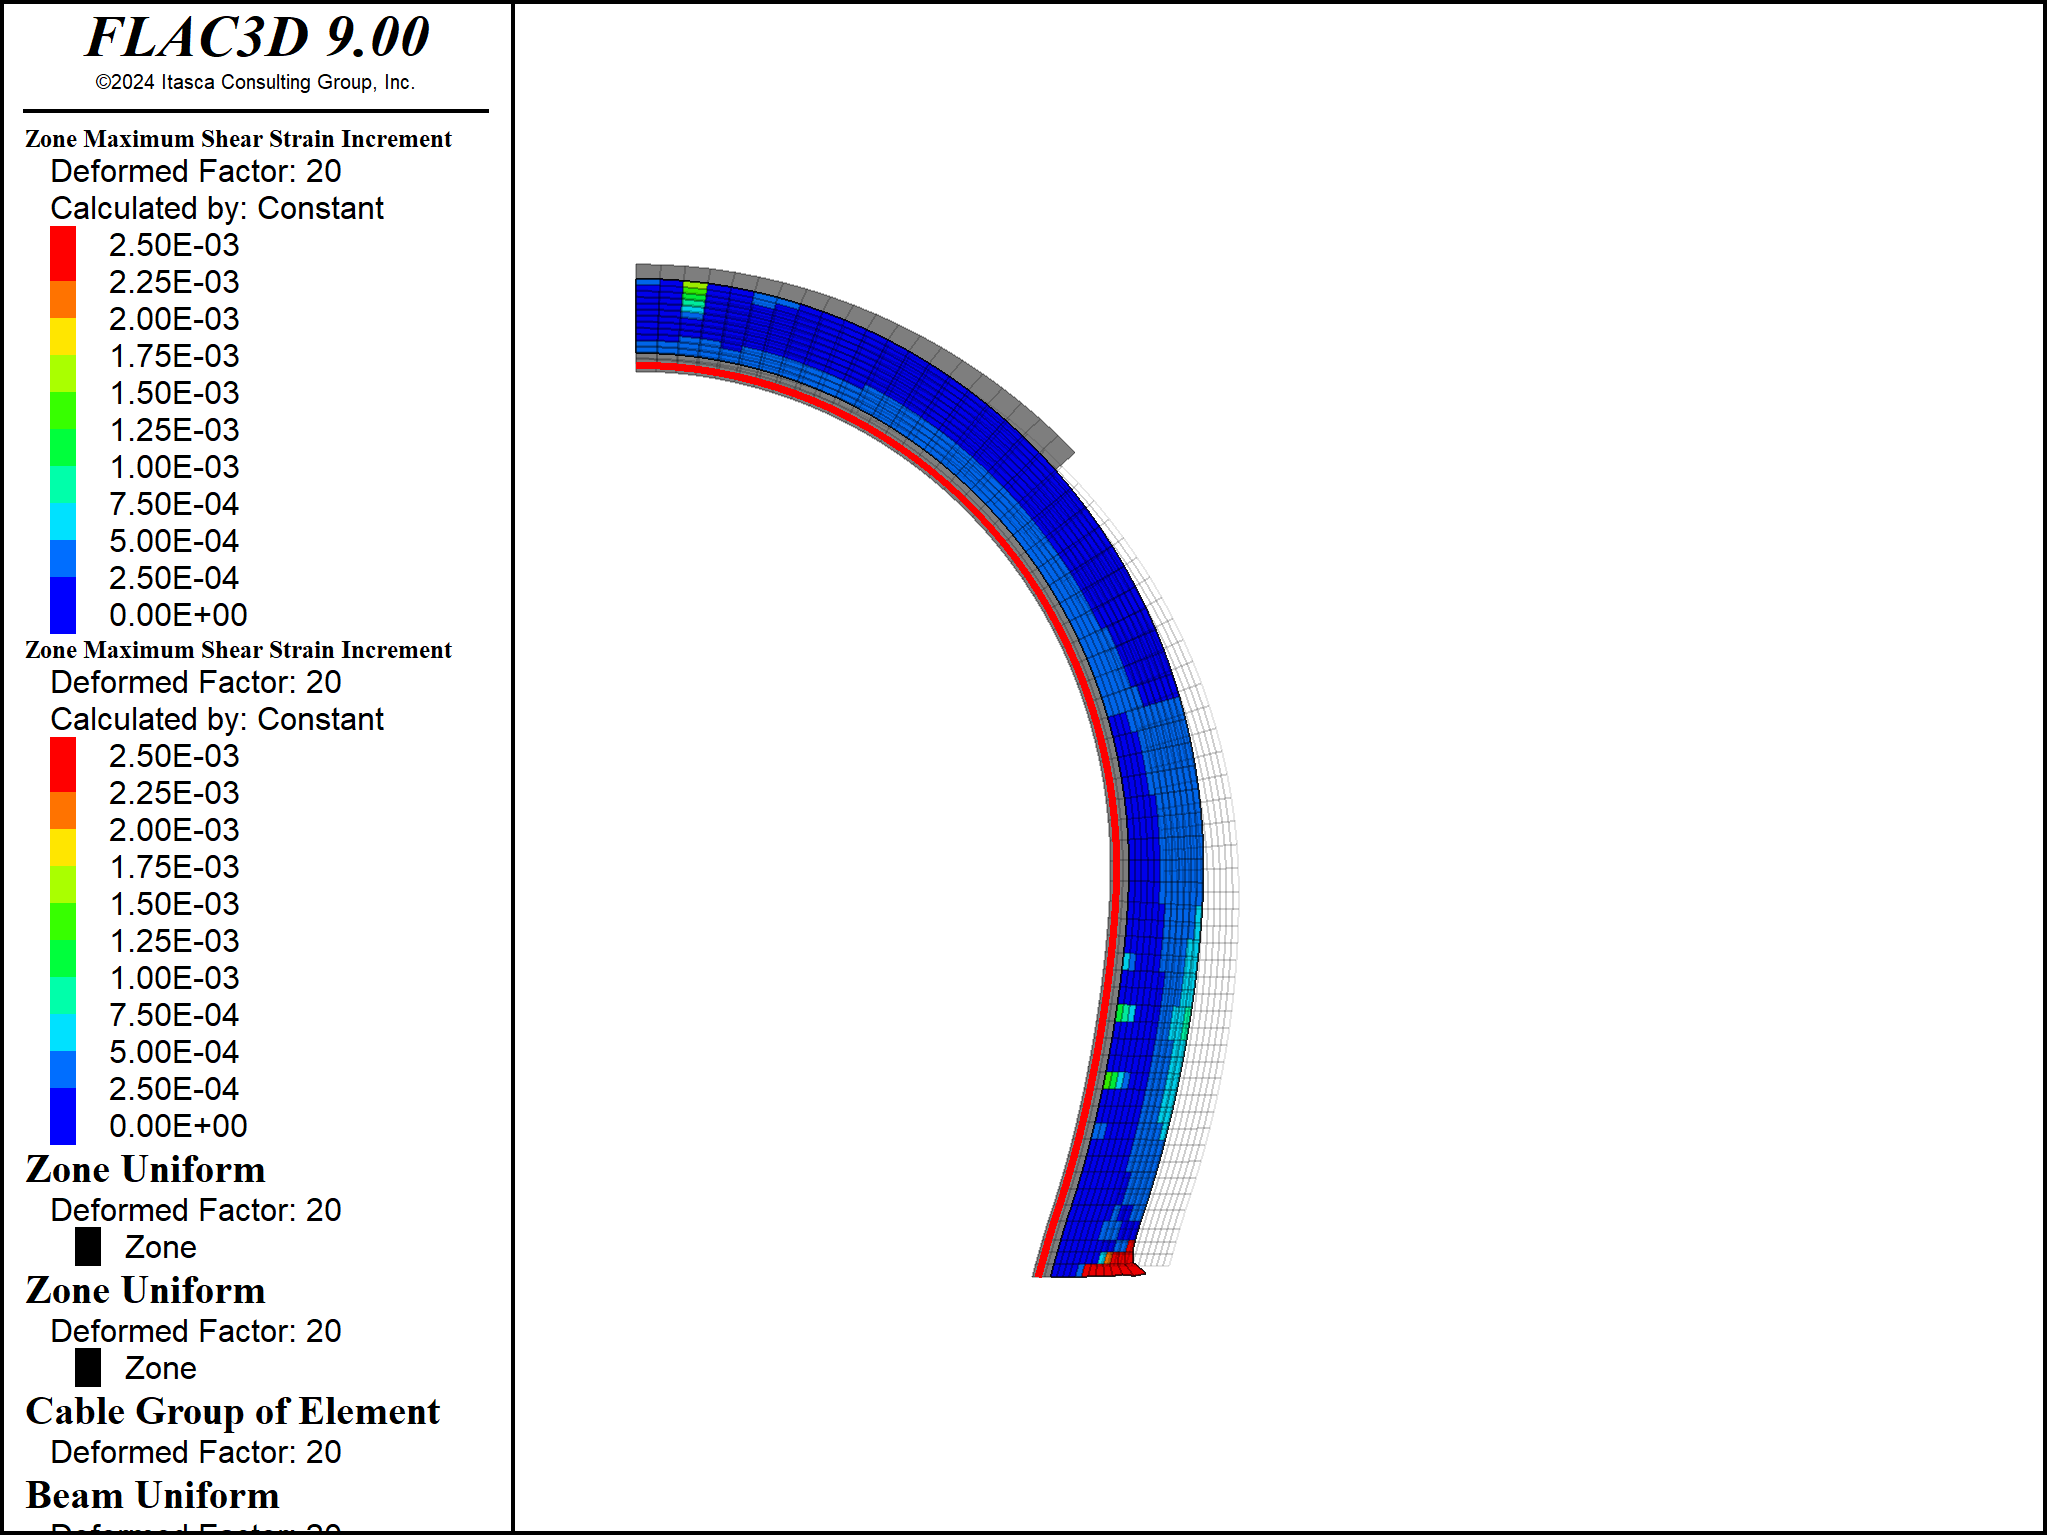 FLAC3D 9.00
©2024 Itasca Consulting Group, Inc.
Zone Maximum Shear Strain Increment
Deformed Factor: 20
Calculated by: Constant
2.50E-03
2.25E-03
2.00E-03
1.75E-03
1.50E-03
1.25E-03
1.00E-03
7.50E-04
5.00E-04
2.50E-04
0.00E+00
Zone Maximum Shear Strain Increment
Deformed Factor: 20
Calculated by: Constant
2.50E-03
2.25E-03
2.00E-03
1.75E-03
1.50E-03
1.25E-03
1.00E-03
7.50E-04
5.00E-04
2.50E-04
0.00E+00
Zone Uniform
Deformed Factor: 20
Zone
Zone Uniform
Deformed Factor: 20
Zone
Cable Group of Element
Deformed Factor: 20
Beam Uniform
Deformed Factor: 20